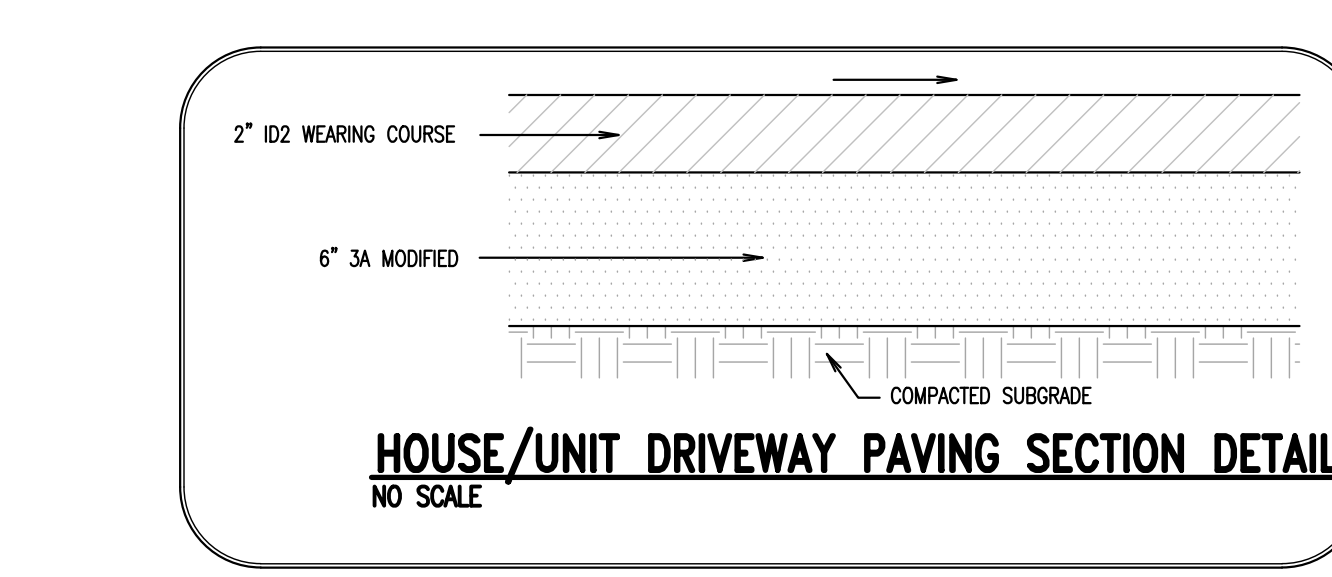 2” ID2 WEARING COURSE
6” 3A MODIFIED
COMPACTED SUBGRADE
HOUSE/UNIT DRIVEWAY PAVING SECTION DETAIL
NO SCALE